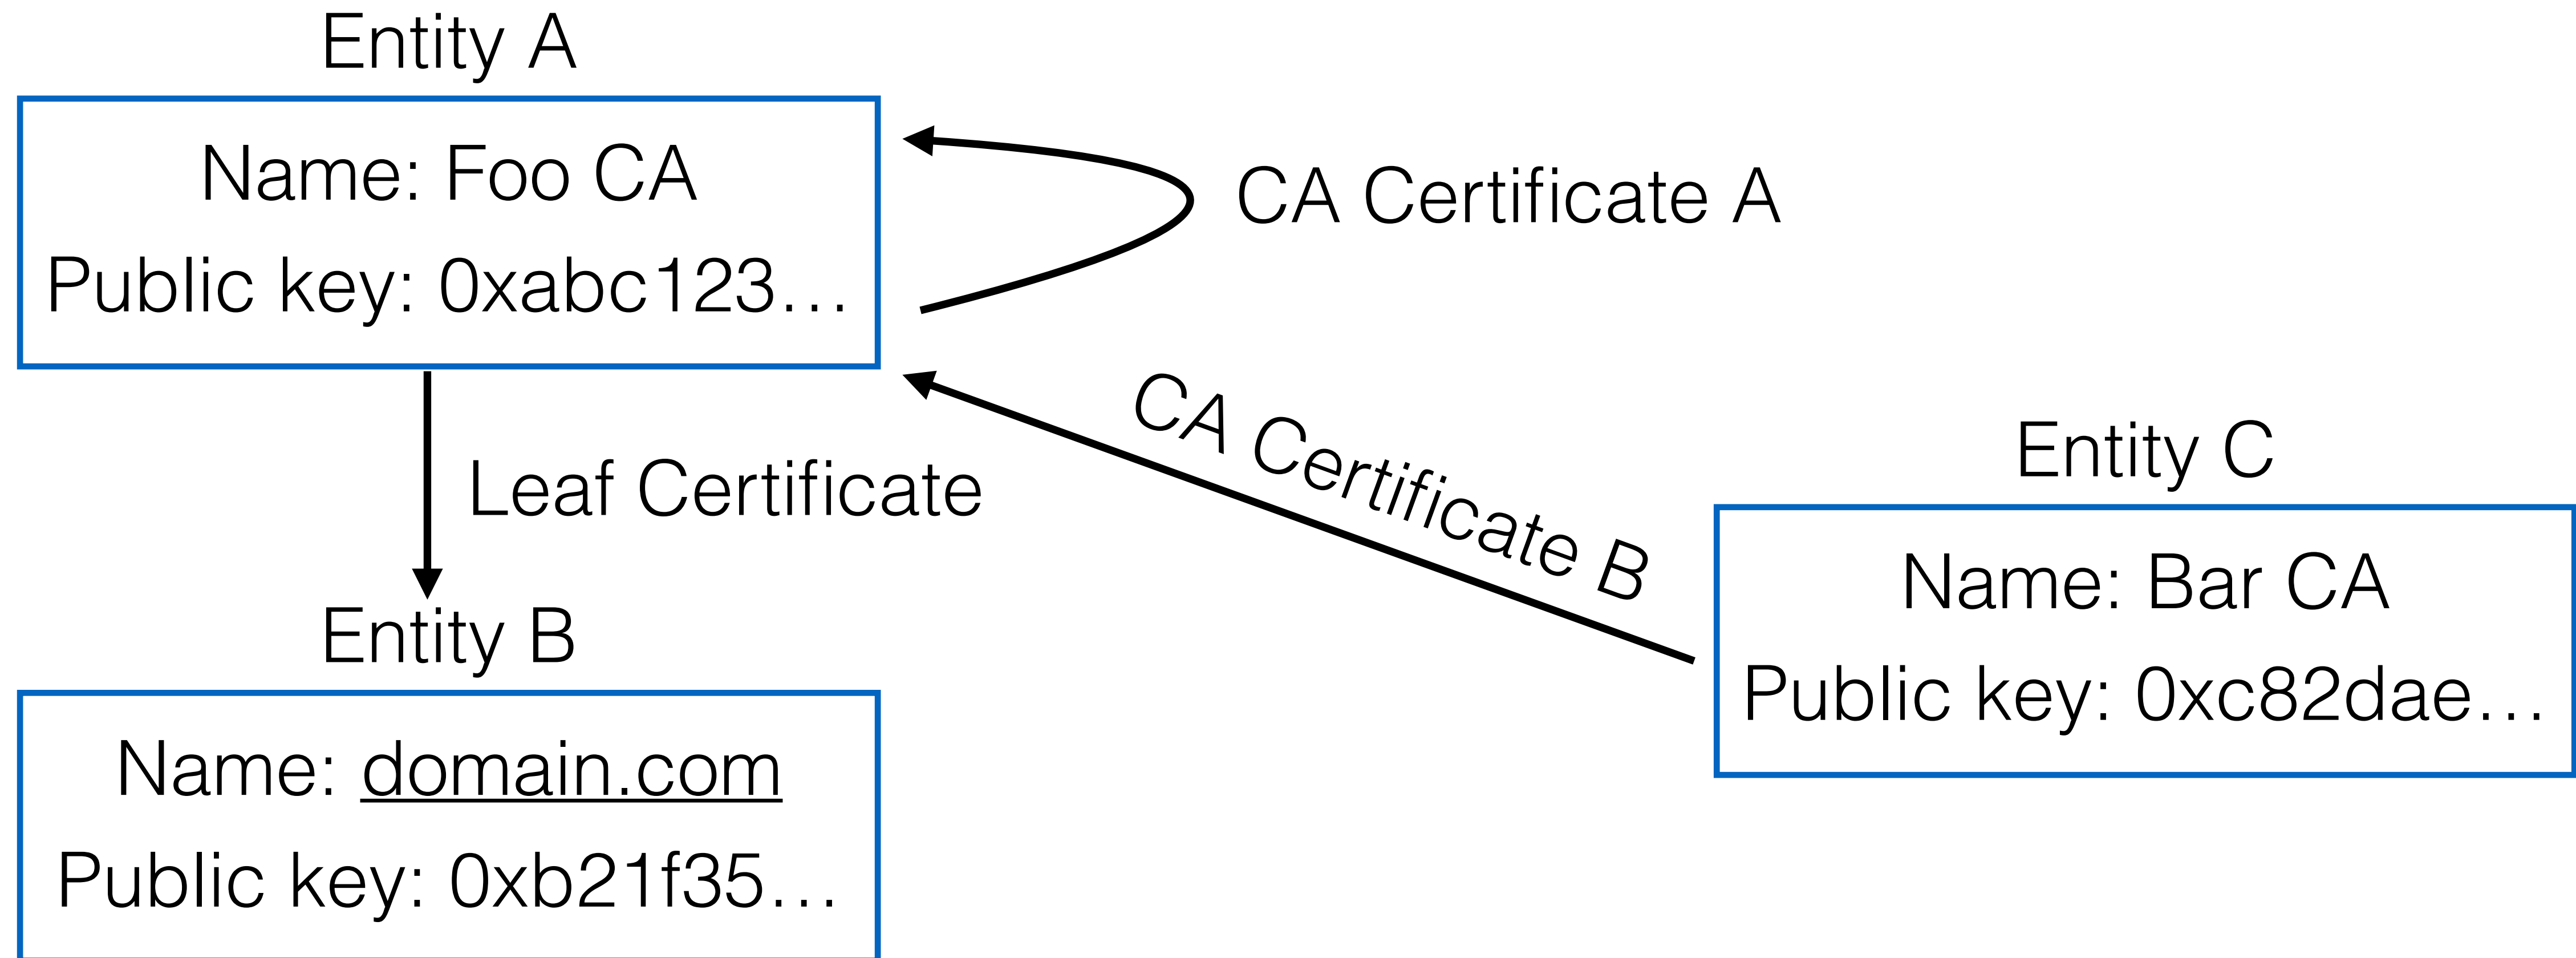 Entity A
Name: Foo CA
Public key: 0xabc123…
CA Certificate A
CA Certificate B
Leaf Certificate
Entity B
Name: domain.com
Public key: 0xb21f35…
Entity C
Name: Bar CA
Public key: 0xc82dae…